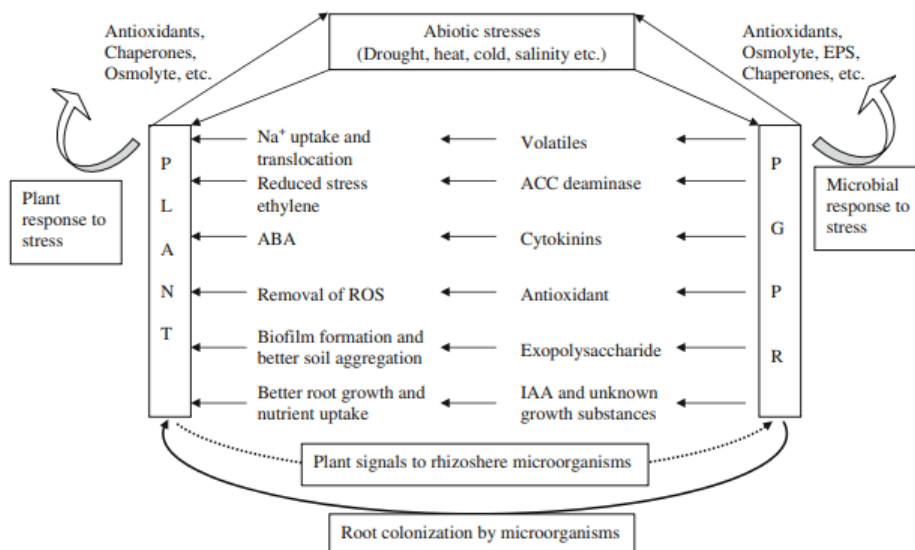 Abiotic stresses
(Drought, heat, cold, salinity etc.)
Antioxidants,
Chaperones,
Osmolyte, etc.
Antioxidants,
Osmolyte, EPS,
Chaperones, etc.
Plant
response to
stress
P
L
A
N
T
Na⁺ uptake and
translocation
Reduced stress
ethylene
ABA
Removal of ROS
Biofilm formation and
better soil aggregation
Better root growth and
nutrient uptake
Volatiles
ACC deaminase
Cytokinins
Antioxidant
Exopolysaccharide
IAA and unknown
growth substances
P
G
P
R
Microbial
response to
stress
Plant signals to rhizoshere microorganisms
Root colonization by microorganisms